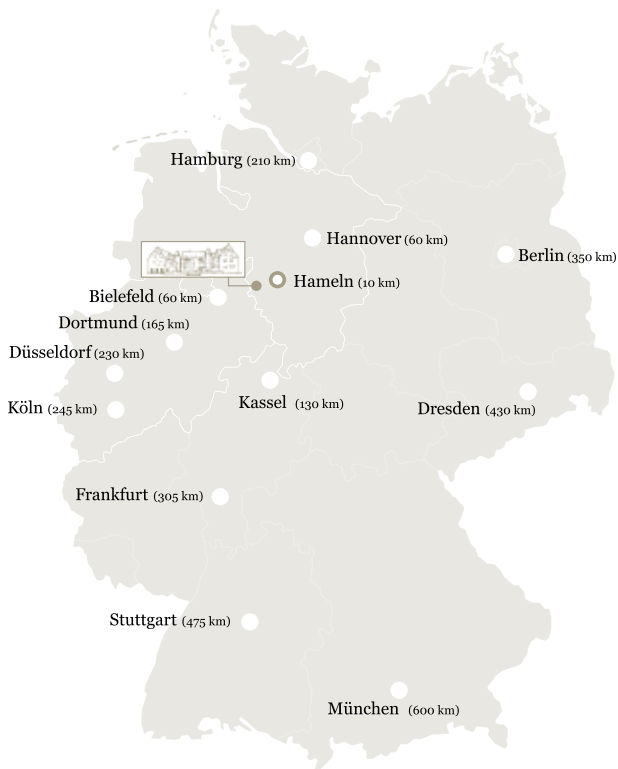 Hamburg (210 km)
Hannover (60 km)
Berlin (350 km)
Hameln (10 km)
Bielefeld (60 km)
Dortmund (165 km)
Düsseldorf (230 km)
Kassel (130 km)
Köln (245 km)
Dresden (430 km)
Frankfurt (305 km)
Stuttgart (475 km)
München (600 km)